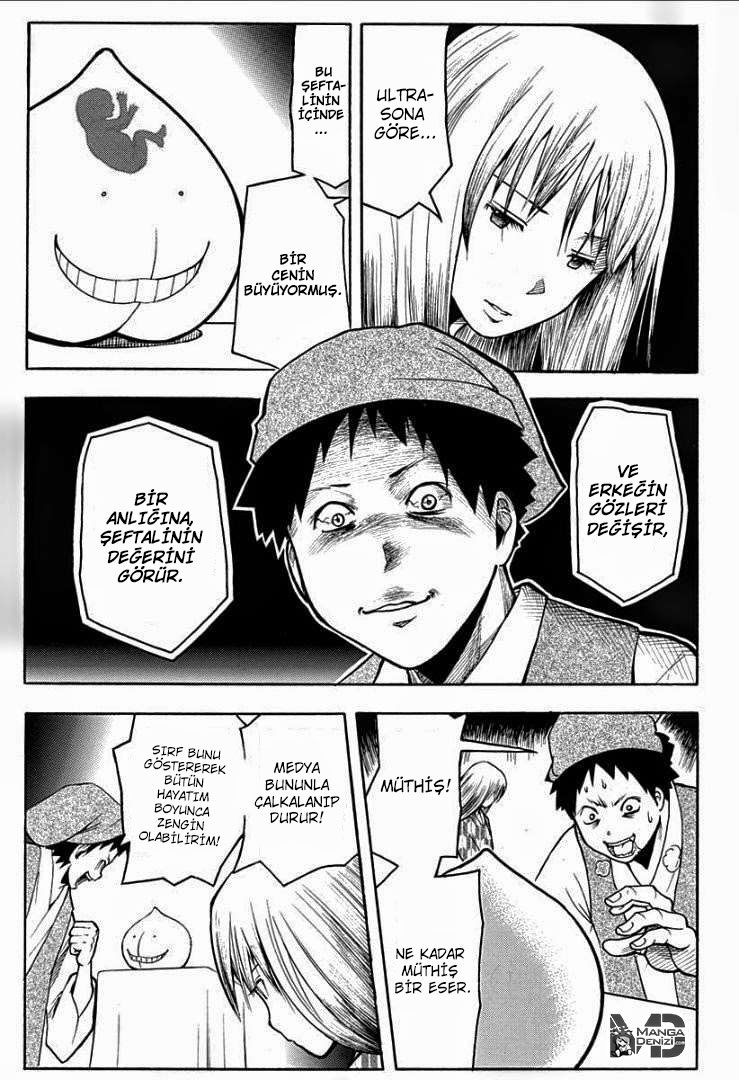 ULTRA-
SONA
GÖRE...
BU
ŞEFTA-
LİNİN
İÇİNDE
...
BİR
CENİN
BÜYÜYORMUŞ.
VE
ERKEĞİN
GÖZLERİ
DEĞİŞİR,
BİR
ANLIĞINA,
ŞEFTALİNİN
DEĞERİNİ
GÖRÜR.
MÜTHİŞ!
NE KADAR
MÜTHİŞ
BİR ESER.
MEDYA
BUNUNLA
ÇALKALANIP
DURUR!
SIRF BUNU
GÖSTEREREK
BÜTÜN
HAYATIM
BOYUNCA
ZENGİN
OLABİLİRİM!
MD
MANGA
DENİZİ.com